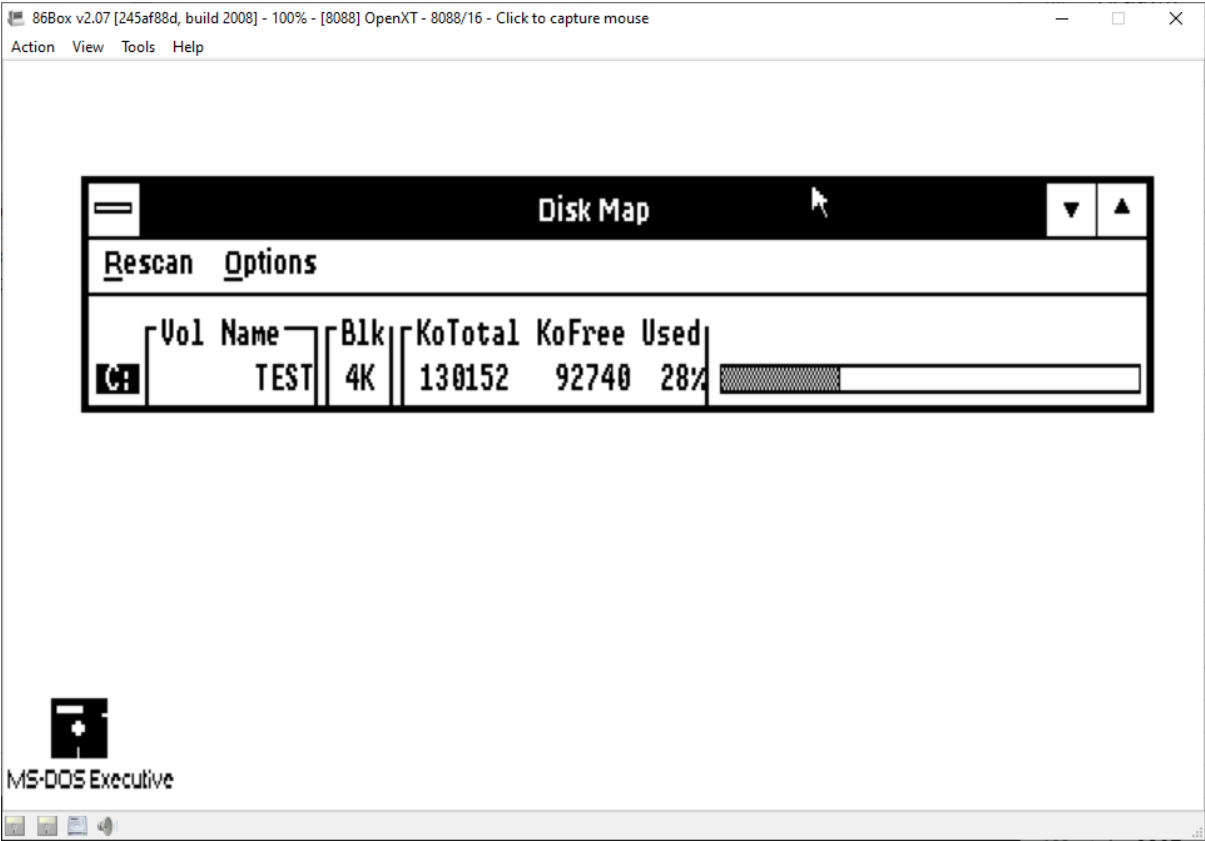 86Box v2.07 [245af88d, build 2008] - 100% - [8088] OpenXT - 8088/16 - Click to capture mouse
Action View Tools Help
Disk Map
Rescan Options
Vol Name Blk KoTotal KoFree Used
C: TEST 4K 130152 92740 28%
MS-DOS Executive